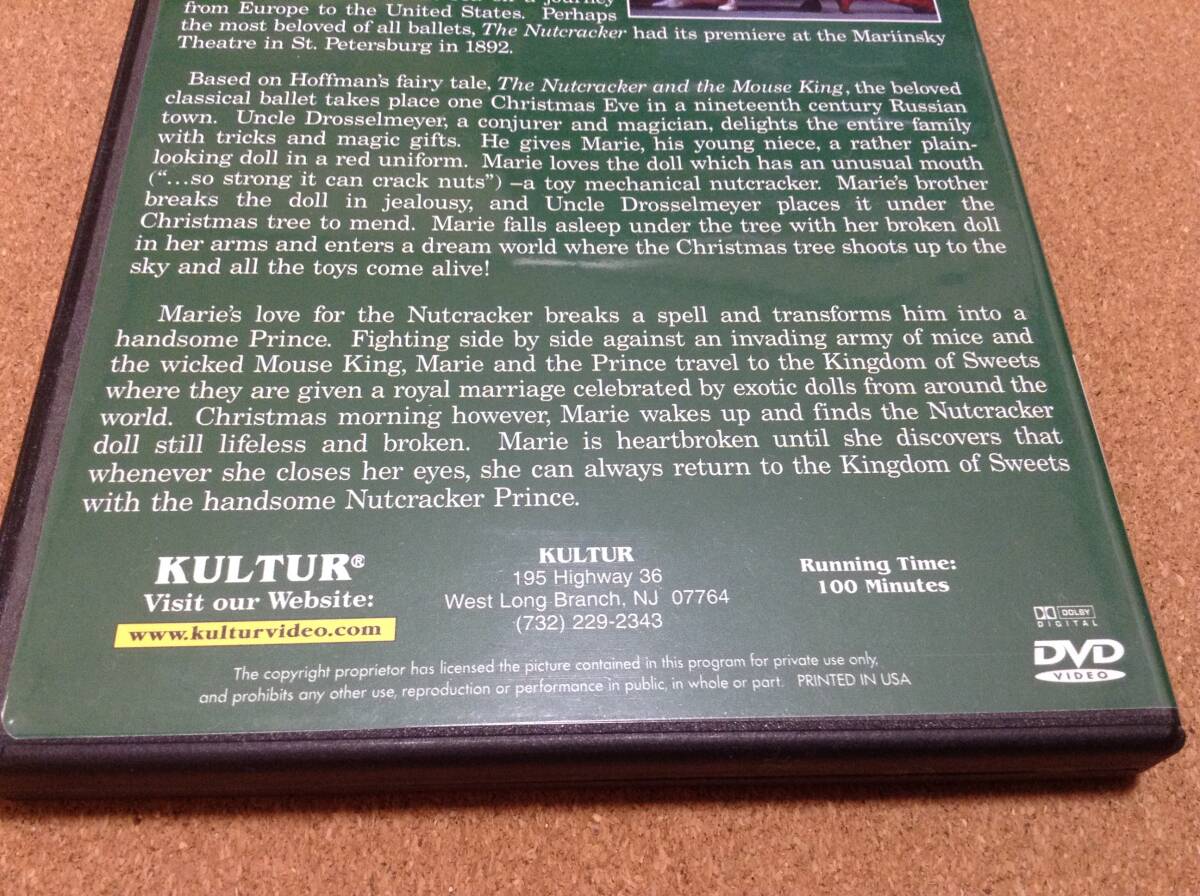 journey
from Europe to the United States. Perhaps
the most beloved of all ballets, The Nutcracker had its premiere at the Mariinsky
Theatre in St. Petersburg in 1892.
Based on Hoffman's fairy tale, The Nutcracker and the Mouse King, the beloved
classical ballet takes place one Christmas Eve in a nineteenth century Russian
town. Uncle Drosselmeyer, a conjurer and magician, delights the entire family
with tricks and magic gifts. He gives Marie, his young niece, a rather plain-
looking doll in a red uniform. Marie loves the doll which has an unusual mouth
("...so strong it can crack nuts") –a toy mechanical nutcracker. Marie's brother
breaks the doll in jealousy, and Uncle Drosselmeyer places it under the
Christmas tree to mend. Marie falls asleep under the tree with her broken doll
in her arms and enters a dream world where the Christmas tree shoots up to the
sky and all the toys come alive!
Marie's love for the Nutcracker breaks a spell and transforms him into a
handsome Prince. Fighting side by side against an invading army of mice and
the wicked Mouse King, Marie and the Prince travel to the Kingdom of Sweets
where they are given a royal marriage celebrated by exotic dolls from around the
world. Christmas morning however, Marie wakes up and finds the Nutcracker
doll still lifeless and broken. Marie is heartbroken until she discovers that
whenever she closes her eyes, she can always return to the Kingdom of Sweets
with the handsome Nutcracker Prince.
KULTUR®
Visit our Website:
www.kulturvideo.com
KULTUR
195 Highway 36
West Long Branch, NJ 07764
(732) 229-2343
Running Time:
100 Minutes
DOLBY
DIGITAL
DVD
VIDEO
The copyright proprietor has licensed the picture contained in this program for private use only,
and prohibits any other use, reproduction or performance in public, in whole or part. PRINTED IN USA